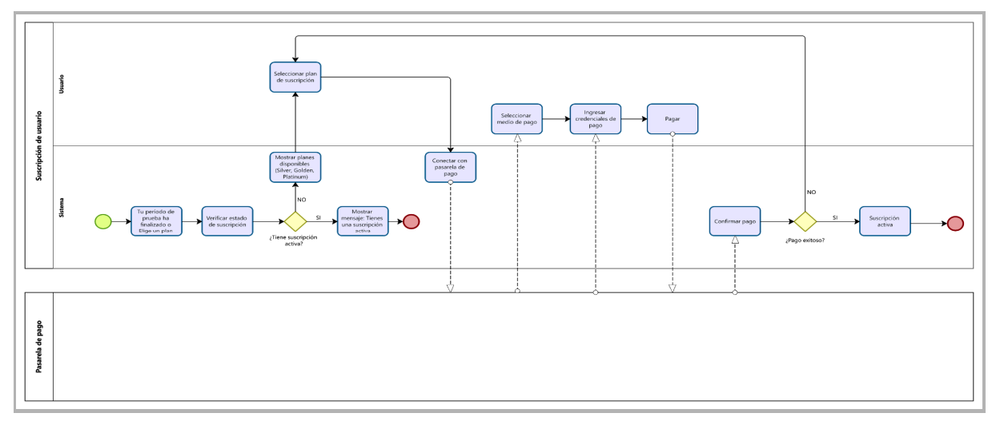 Suscripción de usuario
Usuario
Seleccionar plan
de suscripción
Seleccionar
medio de pago
Ingresar
credenciales de
pago
Pagar
Sistema
Mostrar planes
disponibles
(Silver, Golden,
Platinum)
Conectar con
pasarela de
pago
NO
Tu periodo de
prueba ha
finalizado o
Elige un plan
Verificar estado
de suscripción
¿Tiene suscripción
activa?
SI
Mostrar
mensaje: Tienes
una suscripción
activa
Confirmar pago
NO
¿Pago exitoso?
SI
Suscripción
activa
Pasarela de pago